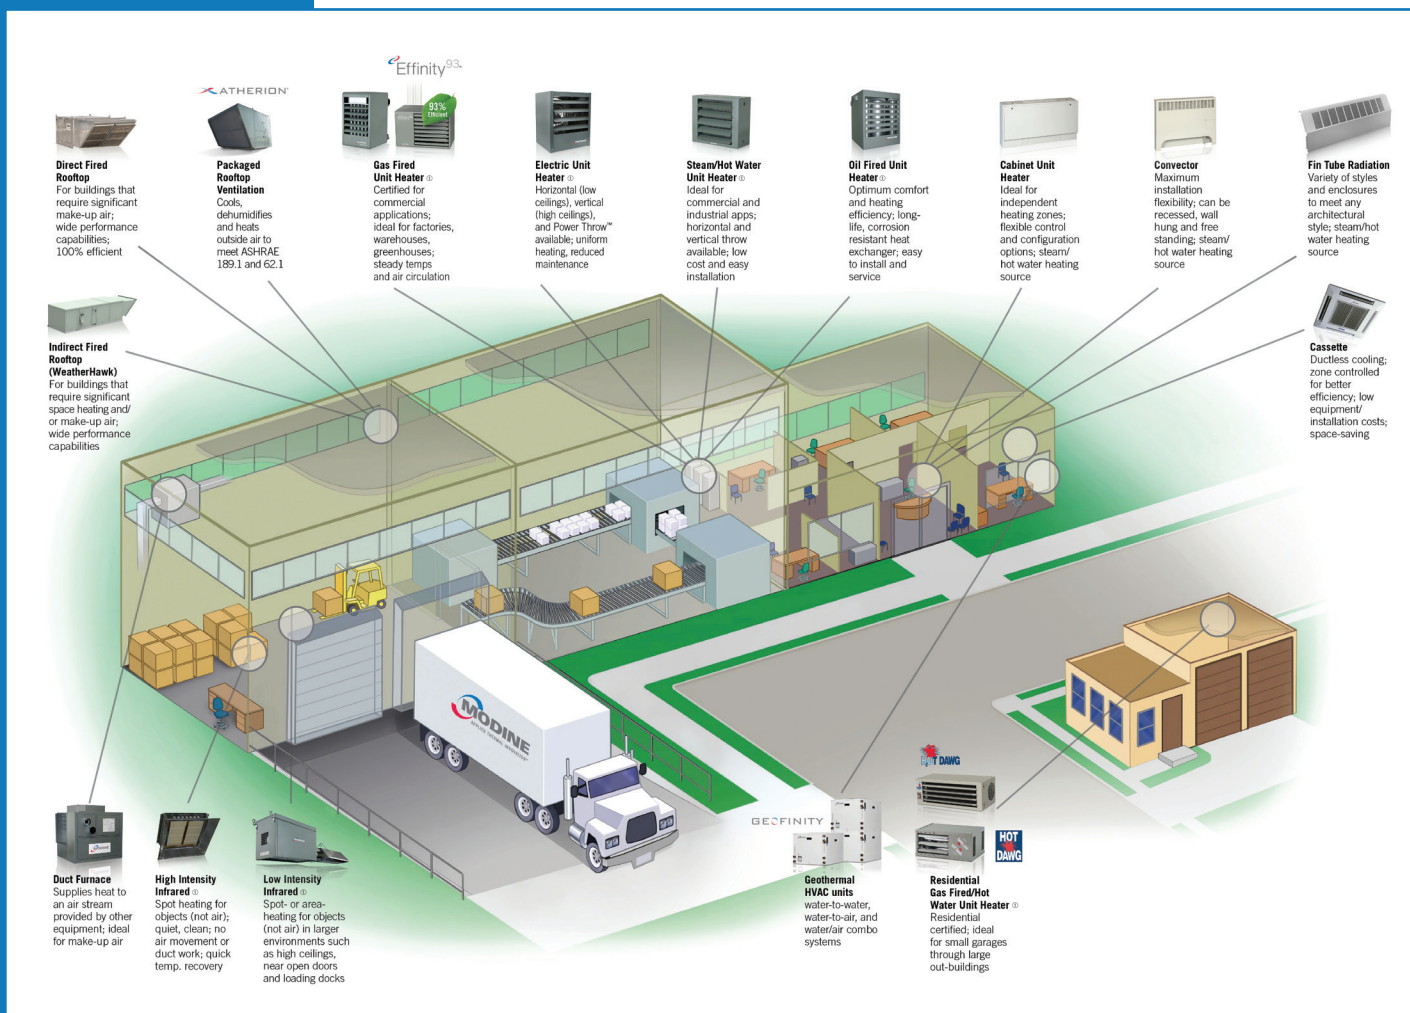 Effinity93™
ATHERION®
93%
Efficient
Direct Fired
Rooftop
For buildings that
require significant
make-up air;
wide performance
capabilities;
100% efficient
Packaged
Rooftop
Ventilation
Cools,
dehumidifies
and heats
outside air to
meet ASHRAE
189.1 and 62.1
Gas Fired
Unit Heater ①
Certified for
commercial
applications;
ideal for factories,
warehouses,
greenhouses;
steady temps
and air circulation
Electric Unit
Heater ①
Horizontal (low
ceilings), vertical
(high ceilings),
and Power Throw™
available; uniform
heating, reduced
maintenance
Steam/Hot Water
Unit Heater ①
Ideal for
commercial and
industrial apps;
horizontal and
vertical throw
available; low
cost and easy
installation
Oil Fired Unit
Heater ①
Optimum comfort
and heating
efficiency; long-
life, corrosion
resistant heat
exchanger; easy
to install and
service
Cabinet Unit
Heater
Ideal for
independent
heating zones;
flexible control
and configuration
options; steam/
hot water heating
source
Convector
Maximum
installation
flexibility; can be
recessed, wall
hung and free
standing; steam/
hot water heating
source
Fin Tube Radiation
Variety of styles
and enclosures
to meet any
architectural
style; steam/hot
water heating
source
Indirect Fired
Rooftop
(WeatherHawk)
For buildings that
require significant
space heating and/
or make-up air;
wide performance
capabilities
Cassette
Ductless cooling;
zone controlled
for better
efficiency; low
equipment/
installation costs;
space-saving
MODINE
HOT DAWG
GEOFINITY
HOT
DAWG
Duct Furnace
Supplies heat to
an air stream
provided by other
equipment; ideal
for make-up air
High Intensity
Infrared ①
Spot heating for
objects (not air);
quiet, clean; no
air movement or
duct work; quick
temp. recovery
Low Intensity
Infrared ①
Spot- or area-
heating for objects
(not air) in larger
environments such
as high ceilings,
near open doors
and loading docks
Geothermal
HVAC units
water-to-water,
water-to-air, and
water/air combo
systems
Residential
Gas Fired/Hot
Water Unit Heater ①
Residential
certified; ideal
for small garages
through large
out-buildings